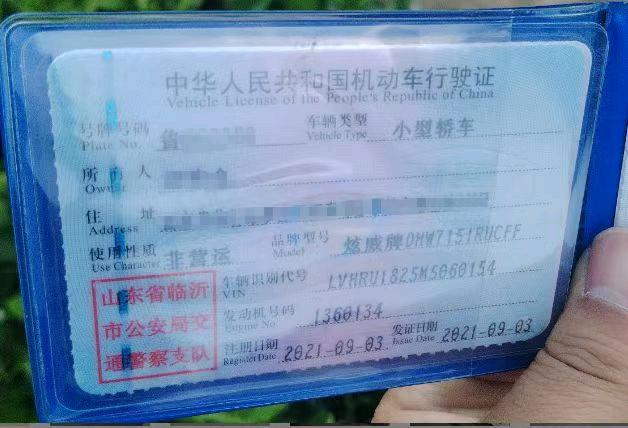 中华人民共和国机动车行驶证
Vehicle License of the People's Republic of China
号牌号码
Plate No.
车辆类型 小型轿车
Vehicle Type
所有人
Owner
住址
Address
使用性质 非营运
Use Character
品牌型号 炫威牌DHW7151RUCFF
Model
山东省临沂
市公安局交
通警察支队
车辆识别代号 LVHRU1825M5060154
VIN
发动机号码 1360134
Engine No.
注册日期 2021-09-03
Register Date
发证日期 2021-09-03
Issue Date